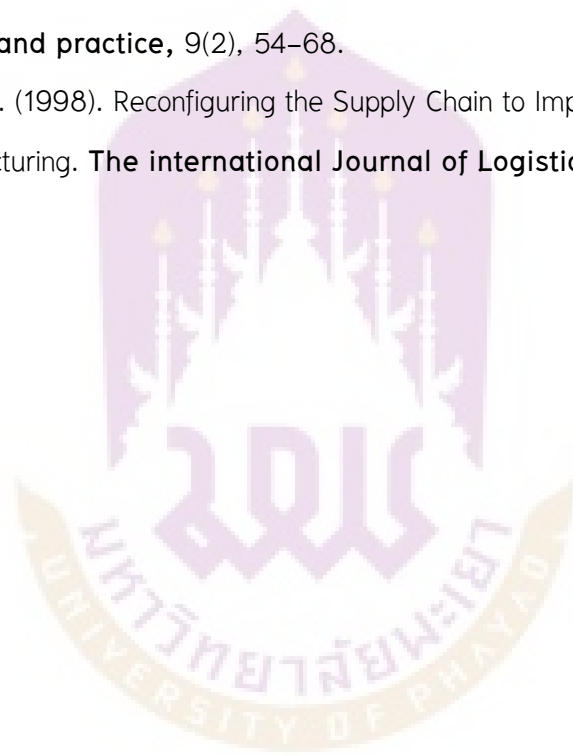 and practice, 9(2), 54–68.
. (1998). Reconfiguring the Supply Chain to Imp
cturing. The international Journal of Logistic
มหาวิทยาลัยพะเยา
UNIVERSITY OF PHAYAO